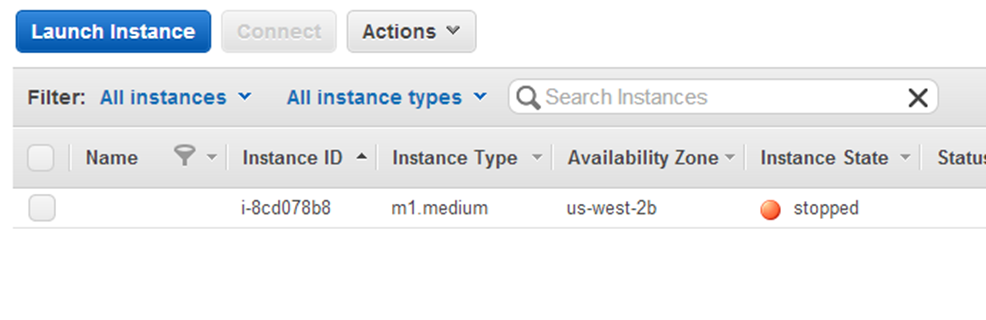 Launch Instance Connect Actions
Filter: All instances All instance types Search Instances
Name Instance ID Instance Type Availability Zone Instance State Status
i-8cd078b8 m1.medium us-west-2b stopped